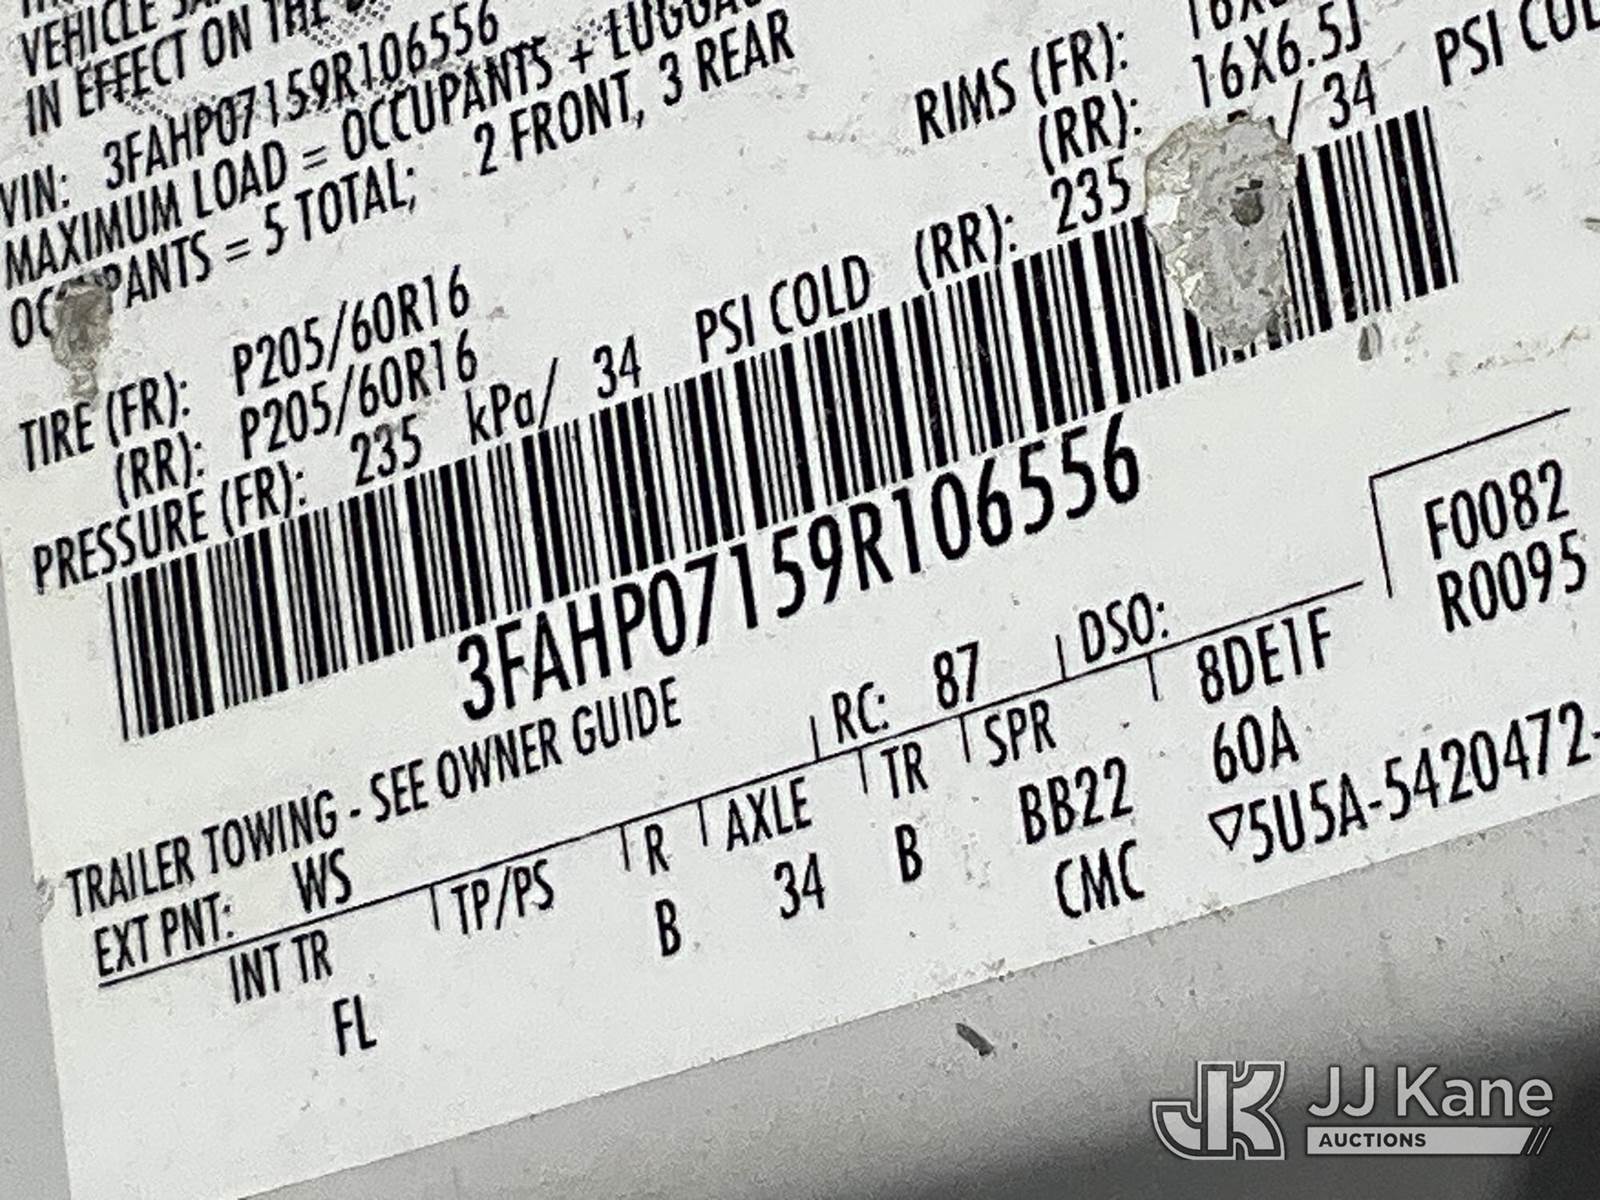 VEHICLE
IN EFFECT ON THE
VIN: 3FAHP07159R106556
MAXIMUM LOAD = OCCUPANTS + LUGGAG
OCCUPANTS = 5 TOTAL; 2 FRONT, 3 REAR
TIRE (FR): P205/60R16
(RR): P205/60R16
RIMS (FR):
(RR): 16X6.5J
PRESSURE (FR): 235 kPa/ 34 PSI COLD (RR): 235 / 34 PSI COL
3FAHP07159R106556
TRAILER TOWING - SEE OWNER GUIDE
EXT PNT: WS RC: 87 DSO:
F0082
R0095
INT TR TP/PS R AXLE TR SPR 8DE1F
FL B 34 B BB22 60A
CMC ▽5U5A-5420472-
JK JJ Kane
AUCTIONS